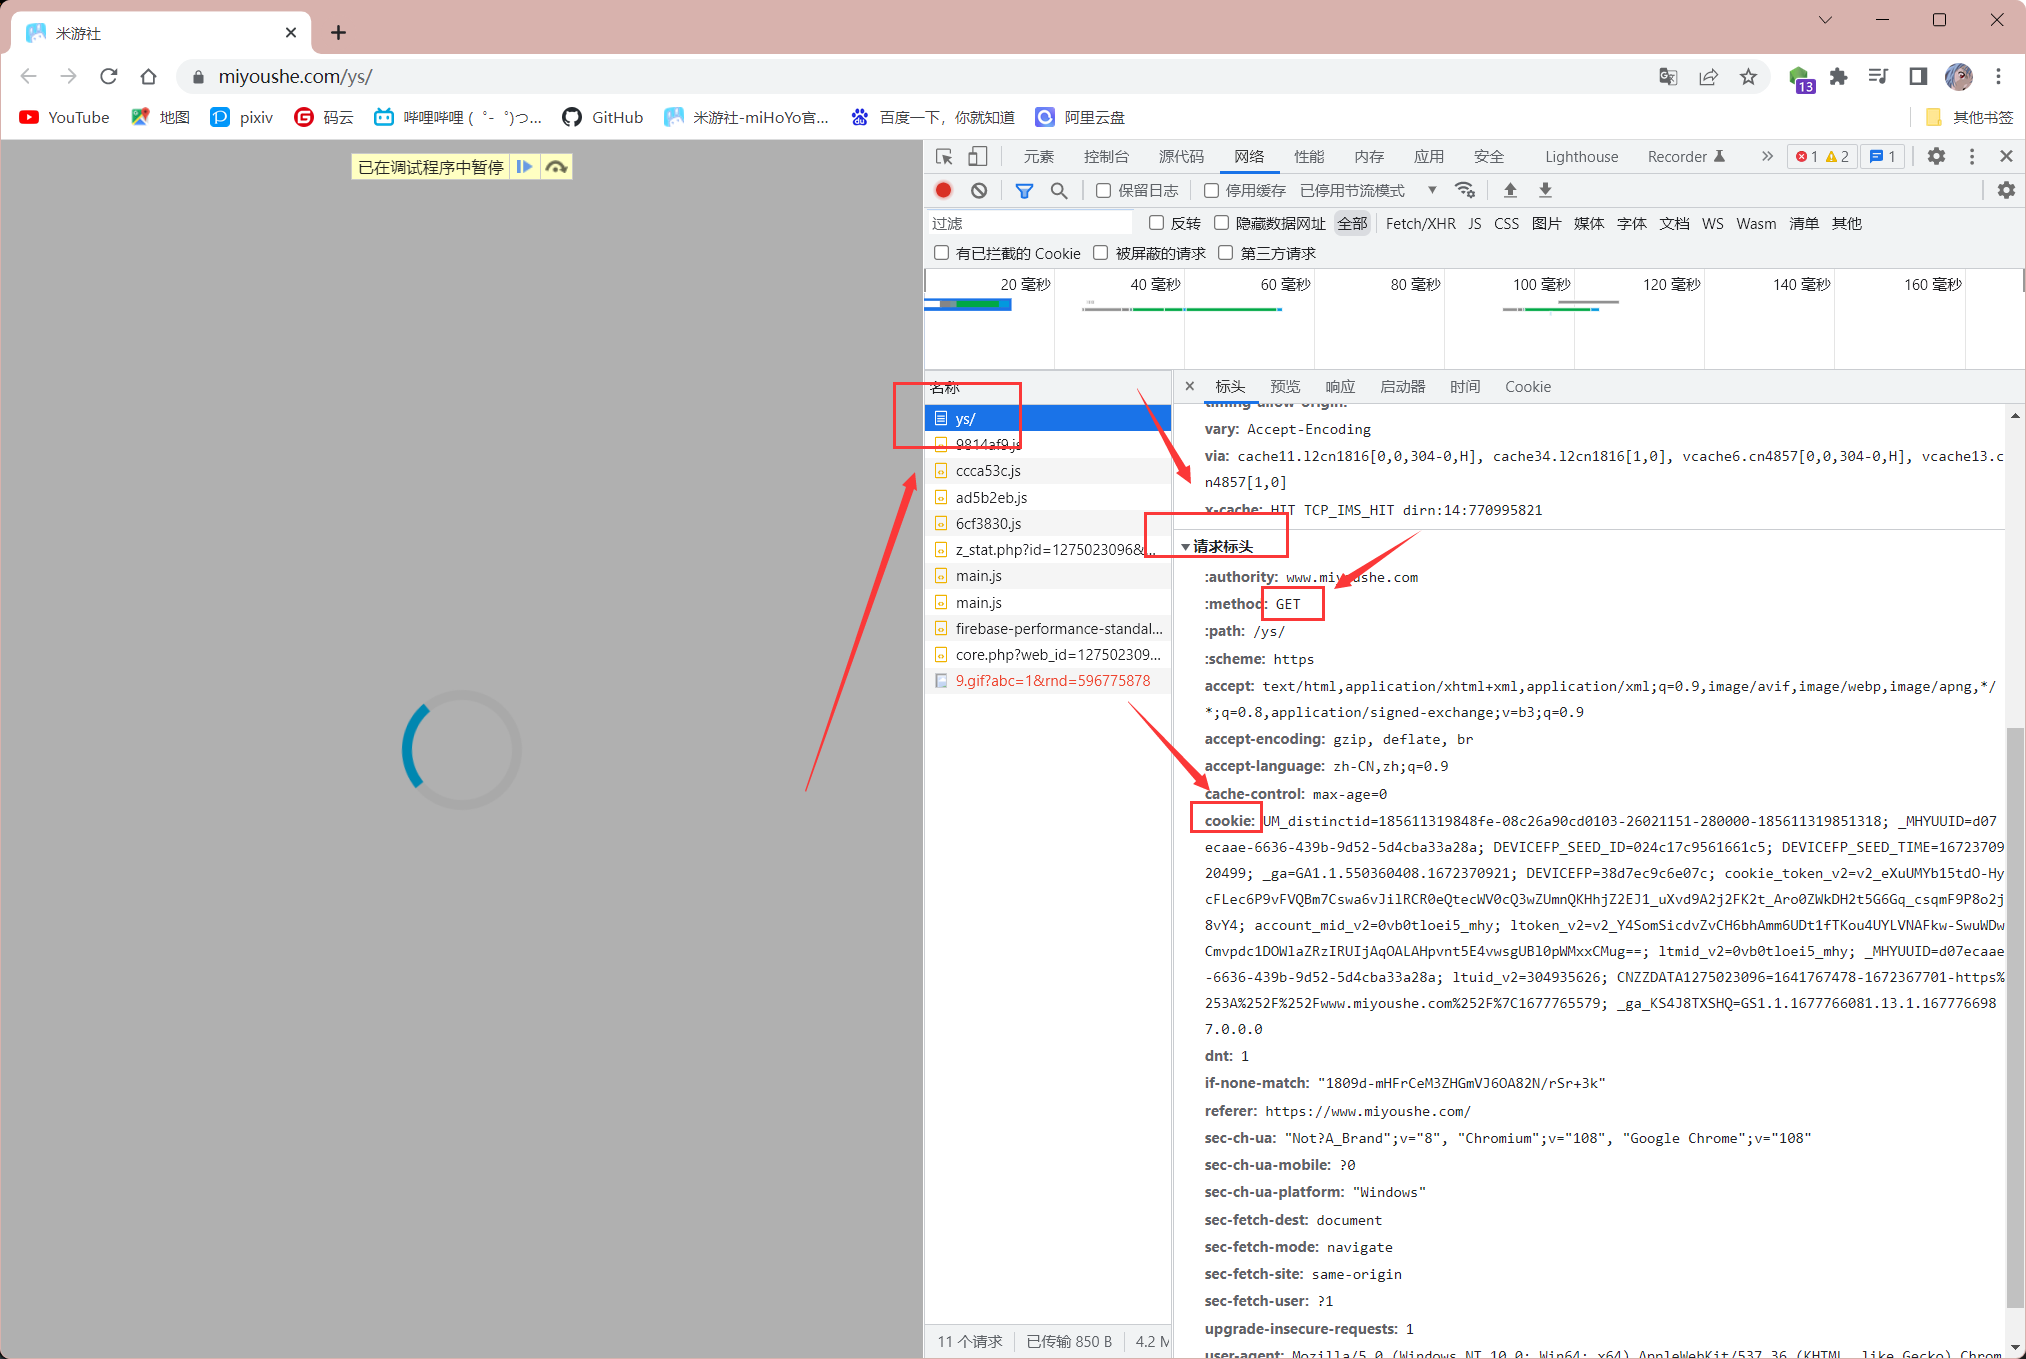 米游社
miyoushe.com/ys/
13
YouTube 地图 pixiv 码云 哔哩哔哩 (゜-゜)つ... GitHub 米游社-miHoYo官... 百度一下，你就知道 阿里云盘 其他书签
已在调试程序中暂停
元素 控制台 源代码 网络 性能 内存 应用 安全 Lighthouse Recorder » 1 2 1
保留日志 停用缓存 已停用节流模式
过滤 反转 隐藏数据网址 全部 Fetch/XHR JS CSS 图片 媒体 字体 文档 WS Wasm 清单 其他
有已拦截的 Cookie 被屏蔽的请求 第三方请求
20 毫秒 40 毫秒 60 毫秒 80 毫秒 100 毫秒 120 毫秒 140 毫秒 160 毫秒
名称
ys/
9814af9.js
ccca53c.js
ad5b2eb.js
6cf3830.js
z_stat.php?id=1275023096&...
main.js
main.js
firebase-performance-standal...
core.php?web_id=127502309...
9.gif?abc=1&rnd=596775878
11 个请求 已传输 850 B 4.2 M
标头 预览 响应 启动器 时间 Cookie
timing-allow-origin:
vary: Accept-Encoding
via: cache11.l2cn1816[0,0,304-0,H], cache34.l2cn1816[1,0], vcache6.cn4857[0,0,304-0,H], vcache13.c
n4857[1,0]
x-cache: HIT TCP_IMS_HIT dirn:14:770995821
请求标头
:authority: www.miyoushe.com
:method: GET
:path: /ys/
:scheme: https
accept: text/html,application/xhtml+xml,application/xml;q=0.9,image/avif,image/webp,image/apng,*/
*;q=0.8,application/signed-exchange;v=b3;q=0.9
accept-encoding: gzip, deflate, br
accept-language: zh-CN,zh;q=0.9
cache-control: max-age=0
cookie: UM_distinctid=185611319848fe-08c26a90cd0103-26021151-280000-185611319851318; _MHYUUID=d07
ecaae-6636-439b-9d52-5d4cba33a28a; DEVICEFP_SEED_ID=024c17c9561661c5; DEVICEFP_SEED_TIME=16723709
20499; _ga=GA1.1.550360408.1672370921; DEVICEFP=38d7ec9c6e07c; cookie_token_v2=v2_eXuUMYb15tdO-Hy
cFLec6P9vFVQBm7Cswa6vJilRCR0eQtecWV0cQ3wZUmnQKHhjZ2EJ1_uXvd9A2j2FK2t_Aro0ZWkDH2t5G6Gq_csqmF9P8o2j
8vY4; account_mid_v2=0vb0tloei5_mhy; ltoken_v2=v2_Y4SomSicdvZvCH6bhAmm6UDt1fTKou4UYLVNAFkw-SwuWDw
Cmvpdc1DOWlaZRzIRUIjAqOALAHpvnt5E4vwsgUBl0pWMxxCMug==; ltmid_v2=0vb0tloei5_mhy; _MHYUUID=d07ecaae
-6636-439b-9d52-5d4cba33a28a; ltuid_v2=304935626; CNZZDATA1275023096=1641767478-1672367701-https%
253A%252F%252Fwww.miyoushe.com%252F%7C1677765579; _ga_KS4J8TXSHQ=GS1.1.1677766081.13.1.167776698
7.0.0.0
dnt: 1
if-none-match: "1809d-mHFrCeM3ZHGmVJ6OA82N/rSr+3k"
referer: https://www.miyoushe.com/
sec-ch-ua: "Not?A_Brand";v="8", "Chromium";v="108", "Google Chrome";v="108"
sec-ch-ua-mobile: ?0
sec-ch-ua-platform: "Windows"
sec-fetch-dest: document
sec-fetch-mode: navigate
sec-fetch-site: same-origin
sec-fetch-user: ?1
upgrade-insecure-requests: 1
user-agent: Mozilla/5.0 (Windows NT 10.0; Win64; x64) AppleWebKit/537.36 (KHTML, like Gecko) Chrom